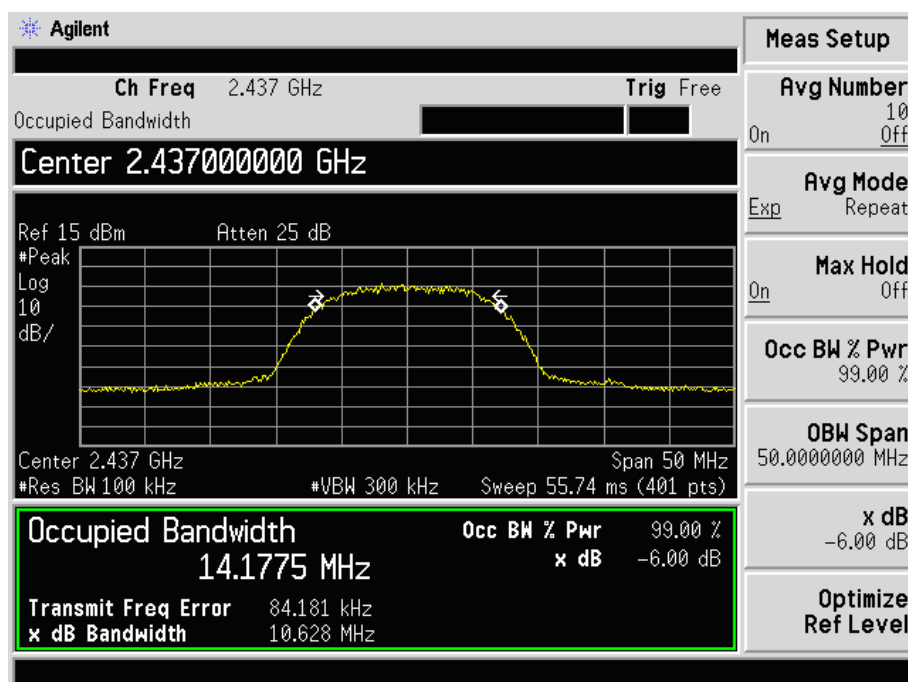 Agilent
Ch Freq 2.437 GHz Trig Free
Occupied Bandwidth
Center 2.437000000 GHz
Ref 15 dBm Atten 25 dB
#Peak
Log
10
dB/
Center 2.437 GHz Span 50 MHz
#Res BW 100 kHz #VBW 300 kHz Sweep 55.74 ms (401 pts)
Occupied Bandwidth Occ BW % Pwr 99.00 %
14.1775 MHz x dB -6.00 dB
Transmit Freq Error 84.181 kHz
x dB Bandwidth 10.628 MHz
Meas Setup
Avg Number
10
On Off
Avg Mode
Exp Repeat
Max Hold
On Off
Occ BW % Pwr
99.00 %
OBW Span
50.0000000 MHz
x dB
-6.00 dB
Optimize
Ref Level